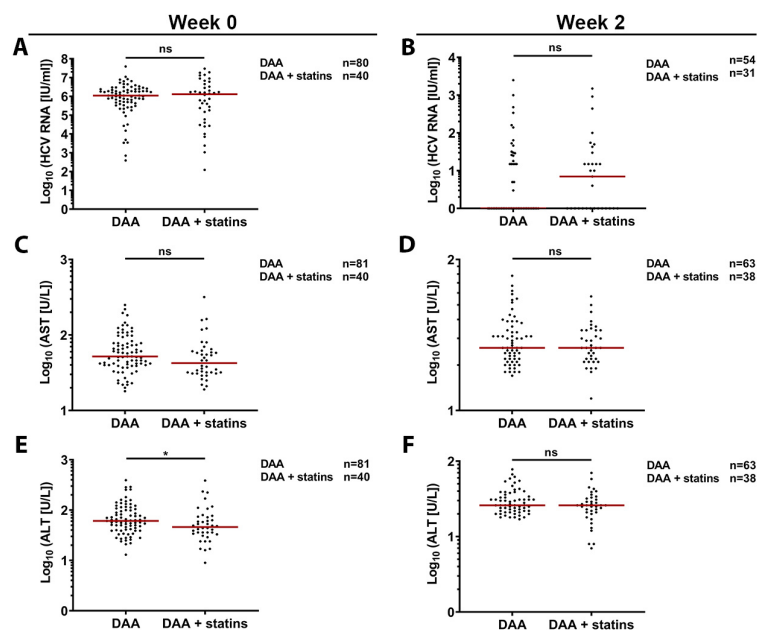 Week 0
Week 2
A
ns
DAA n=80
DAA + statins n=40
Log10 (HCV RNA [IU/ml])
8
7
6
5
4
3
2
1
0
DAA DAA + statins
B
ns
DAA n=54
DAA + statins n=31
Log10 (HCV RNA [IU/ml])
4
3
2
1
0
DAA DAA + statins
C
ns
DAA n=81
DAA + statins n=40
Log10 (AST [U/L])
3
2
1
DAA DAA + statins
D
ns
DAA n=63
DAA + statins n=38
Log10 (AST [U/L])
2
1
DAA DAA + statins
E
*
DAA n=81
DAA + statins n=40
Log10 (ALT [U/L])
3
2
1
0
DAA DAA + statins
F
ns
DAA n=63
DAA + statins n=38
Log10 (ALT [U/L])
2
1
0
DAA DAA + statins